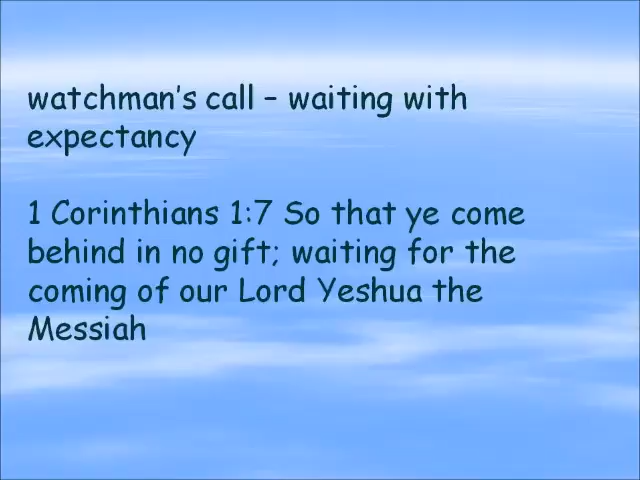 watchman's call – waiting with
expectancy
1 Corinthians 1:7 So that ye come
behind in no gift; waiting for the
coming of our Lord Yeshua the
Messiah